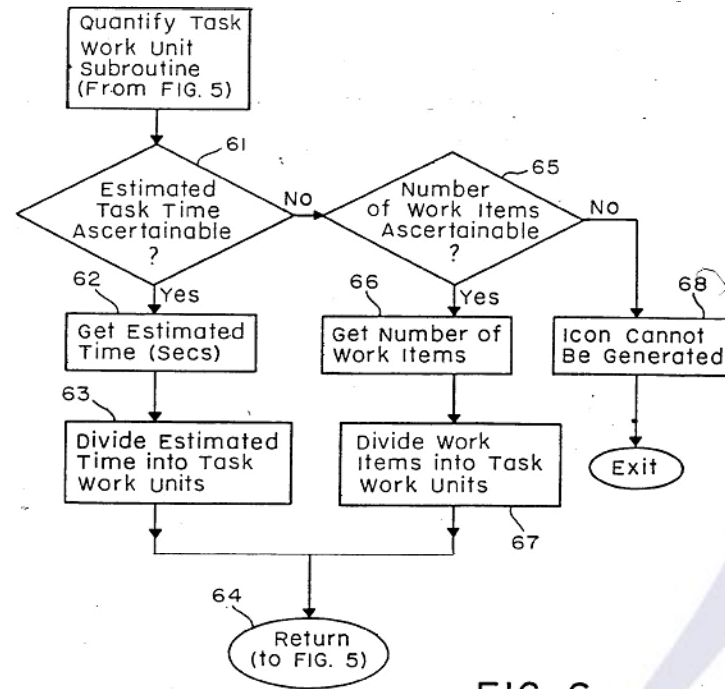 Quantify Task
Work Unit
Subroutine
(From FIG. 5)
61
Estimated
Task Time
Ascertainable
?
No
65
Number
of Work Items
Ascertainable
?
No
62
Yes
Get Estimated
Time (Secs)
66
Yes
Get Number of
Work Items
68
Icon Cannot
Be Generated
63
Divide Estimated
Time into Task
Work Units
Divide Work
Items into Task
Work Units
67
Exit
64
Return
(to FIG. 5)